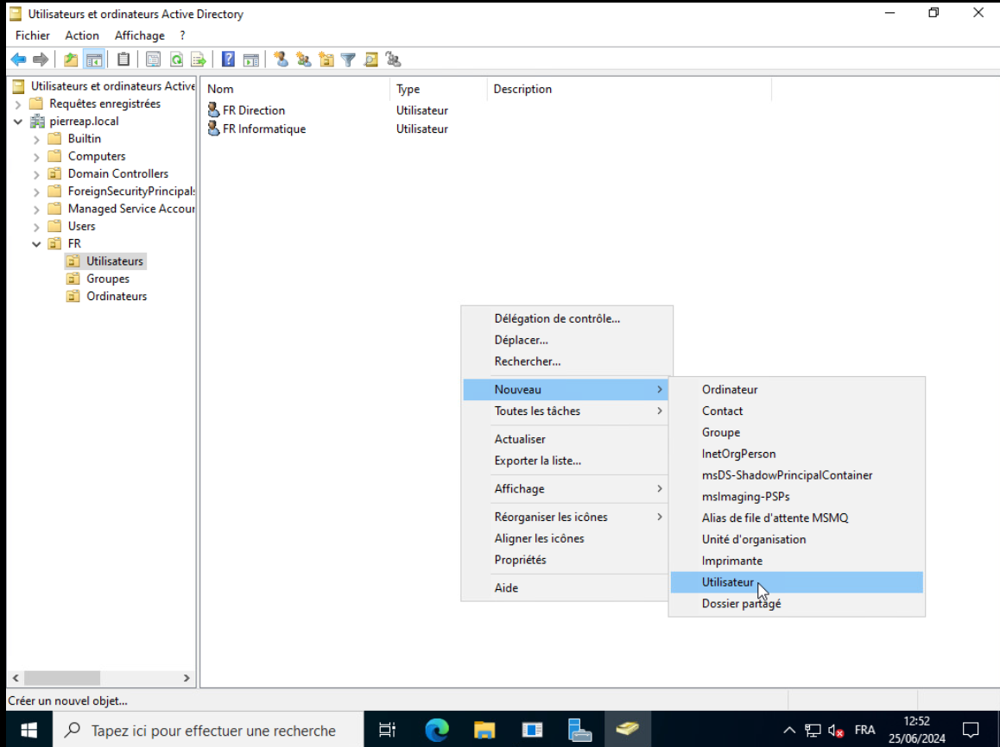 Utilisateurs et ordinateurs Active Directory
Fichier Action Affichage ?
Utilisateurs et ordinateurs Active
Requêtes enregistrées
pierreap.local
Builtin
Computers
Domain Controllers
ForeignSecurityPrincipals
Managed Service Accour
Users
FR
Utilisateurs
Groupes
Ordinateurs
Nom Type Description
FR Direction Utilisateur
FR Informatique Utilisateur
Délégation de contrôle...
Déplacer...
Rechercher...
Nouveau
Toutes les tâches
Actualiser
Exporter la liste...
Affichage
Réorganiser les icônes
Aligner les icônes
Propriétés
Aide
Ordinateur
Contact
Groupe
InetOrgPerson
msDS-ShadowPrincipalContainer
msImaging-PSPs
Alias de file d'attente MSMQ
Unité d'organisation
Imprimante
Utilisateur
Dossier partagé
Créer un nouvel objet...
Tapez ici pour effectuer une recherche
FRA
12:52
25/06/2024